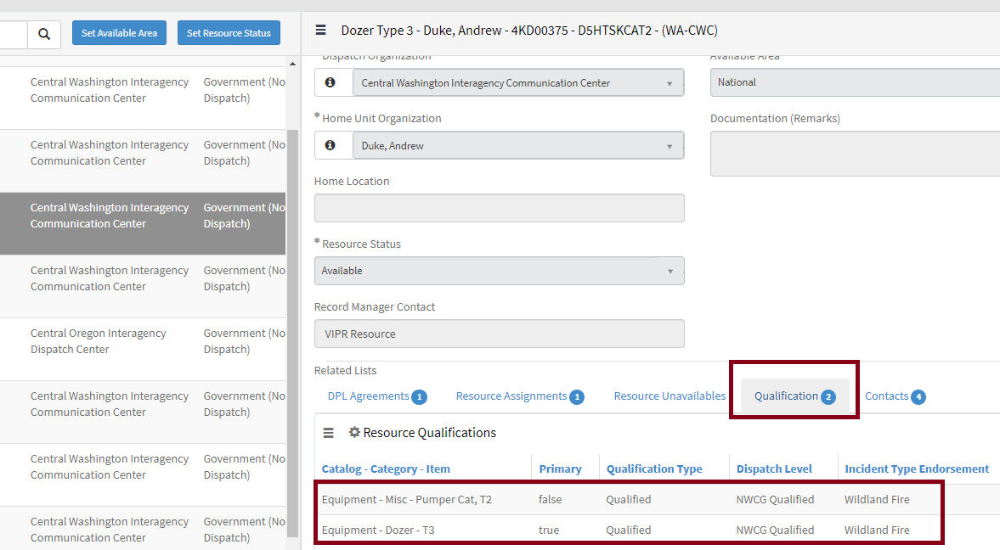 Set Available Area
Set Resource Status
Dozer Type 3 - Duke, Andrew - 4KD00375 - D5HTSKCAT2 - (WA-CWC)
Central Washington Interagency Communication Center
Government (No Dispatch)
Central Washington Interagency Communication Center
Government (No Dispatch)
Central Washington Interagency Communication Center
Government (No Dispatch)
Central Washington Interagency Communication Center
Government (No Dispatch)
Central Oregon Interagency Dispatch Center
Government (No Dispatch)
Central Washington Interagency Communication Center
Government (No Dispatch)
Central Washington Interagency Communication Center
Government (No Dispatch)
Central Washington Interagency Communication Center
Government (No Dispatch)
Dispatch Organization
Central Washington Interagency Communication Center
* Home Unit Organization
Duke, Andrew
Home Location
* Resource Status
Available
Record Manager Contact
VIPR Resource
Available Area
National
Documentation (Remarks)
Related Lists
DPL Agreements 1
Resource Assignments 1
Resource Unavailables
Qualification 2
Contacts 4
Resource Qualifications
Catalog - Category - Item Primary Qualification Type Dispatch Level Incident Type Endorsement
Equipment - Misc - Pumper Cat, T2 false Qualified NWCG Qualified Wildland Fire
Equipment - Dozer - T3 true Qualified NWCG Qualified Wildland Fire